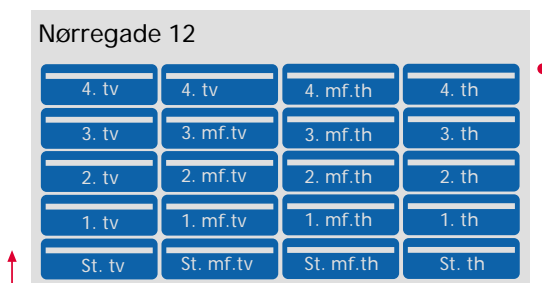 Nørregade 12
4. tv 4. tv 4. mf.th 4. th
3. tv 3. mf.tv 3. mf.th 3. th
2. tv 2. mf.tv 2. mf.th 2. th
1. tv 1. mf.tv 1. mf.th 1. th
St. tv St. mf.tv St. mf.th St. th